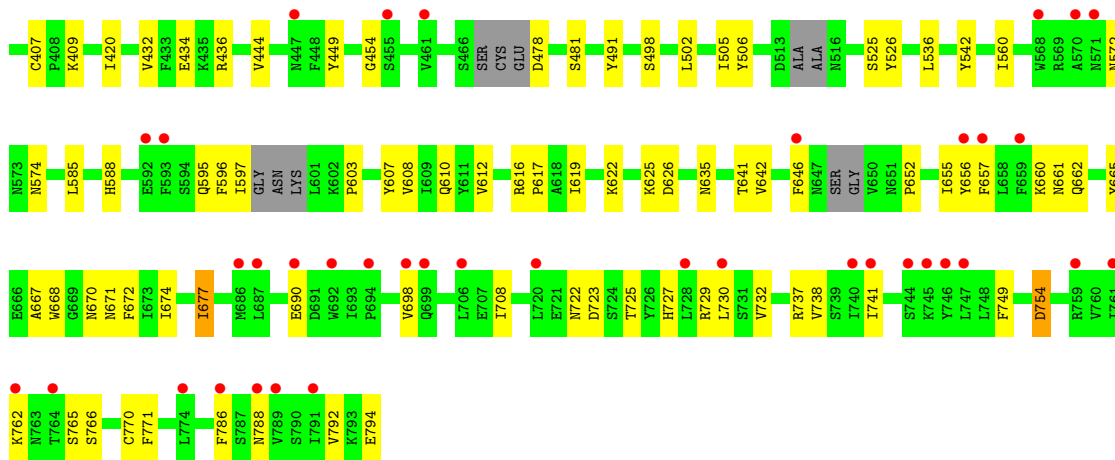 C407 P408 K409 I420 V432 F433 E434 K435 R436 V444 N447 F448 Y449 G454 S455 V461 S466 SER CYS GLU D478 S481 Y491 S498 L502 I505 Y506 D513 ALA ALA N516 S525 Y526 L536 Y542 I560 W568 R569 A570 N571 N572
N573 N574 L585 H588 E592 F593 S594 Q595 F596 I597 GLY ASN LYS L601 K602 P603 Y607 V608 I609 Q610 Y611 V612 R616 P617 A618 I619 K622 K625 D626 N635 T641 V642 F646 N647 SER GLY V650 N651 P652 I655 Y656 F657 L658 F659 K660 N661 Q662
E666 A667 W668 G669 N670 N671 F672 I673 I674 I677 M686 L687 E690 D691 W692 I693 P694 V698 Q699 L706 E707 I708 L720 E721 N722 D723 S724 T725 Y726 H727 L728 R729 L730 S731 V732 R737 V738 S739 I740 I741 S744 K745 Y746 L747 L748 F749 D754 R759 V760 I761
K762 N763 T764 S765 S766 C770 F771 L774 F786 S787 N788 V789 S790 I791 V792 K793 E794